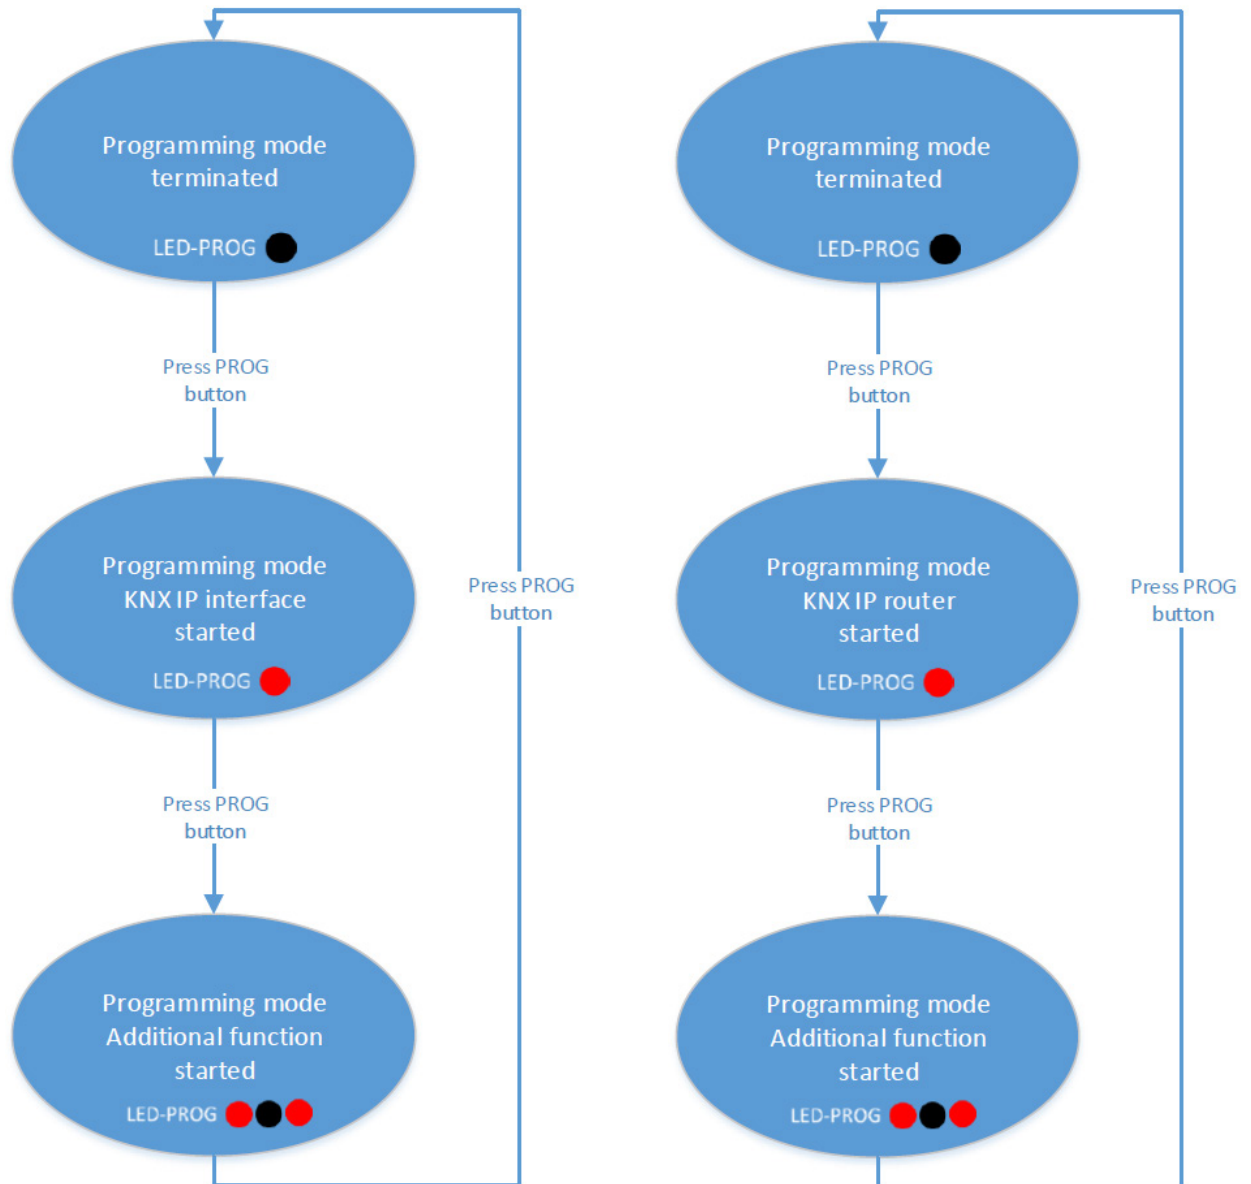 Programming mode
terminated
LED-PROG
Press PROG
button
Programming mode
KNX IP interface
started
LED-PROG
Press PROG
button
Press PROG
button
Programming mode
Additional function
started
LED-PROG
Programming mode
terminated
LED-PROG
Press PROG
button
Programming mode
KNX IP router
started
LED-PROG
Press PROG
button
Press PROG
button
Programming mode
Additional function
started
LED-PROG